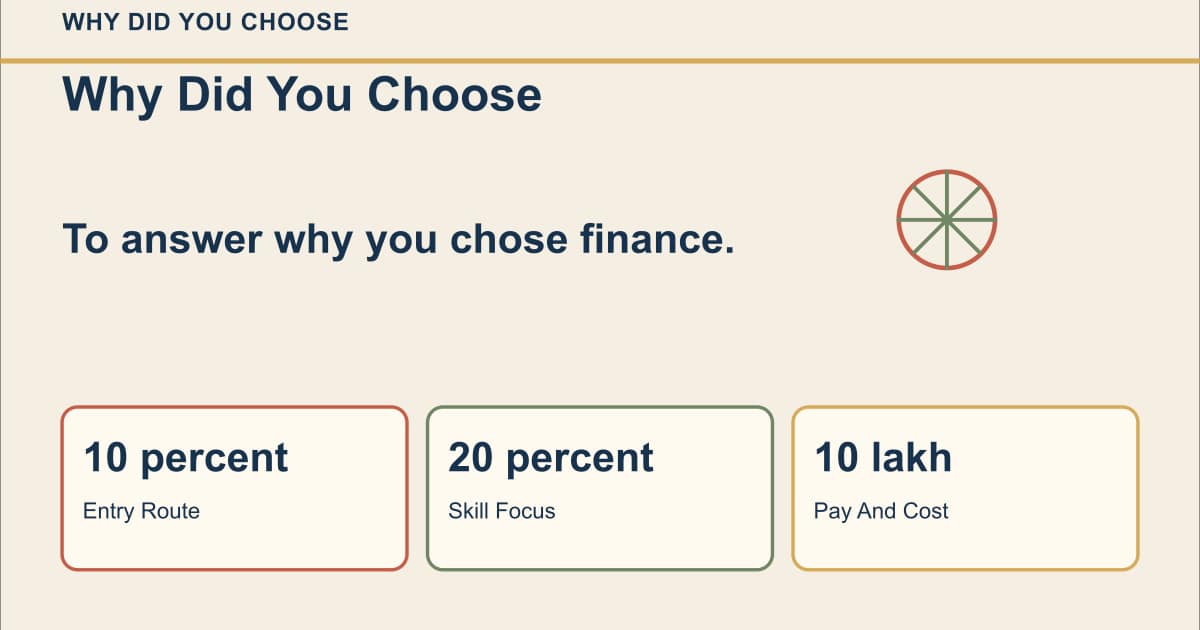 WHY DID YOU CHOOSE
Why Did You Choose
To answer why you chose finance.
10 percent
Entry Route
20 percent
Skill Focus
10 lakh
Pay And Cost